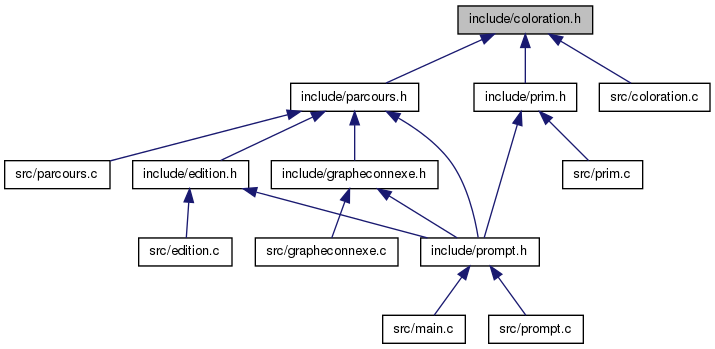 include/coloration.h
include/parcours.h
include/prim.h
src/coloration.c
src/parcours.c
include/edition.h
include/grapheconnexe.h
src/prim.c
src/edition.c
src/grapheconnexe.c
include/prompt.h
src/main.c
src/prompt.c